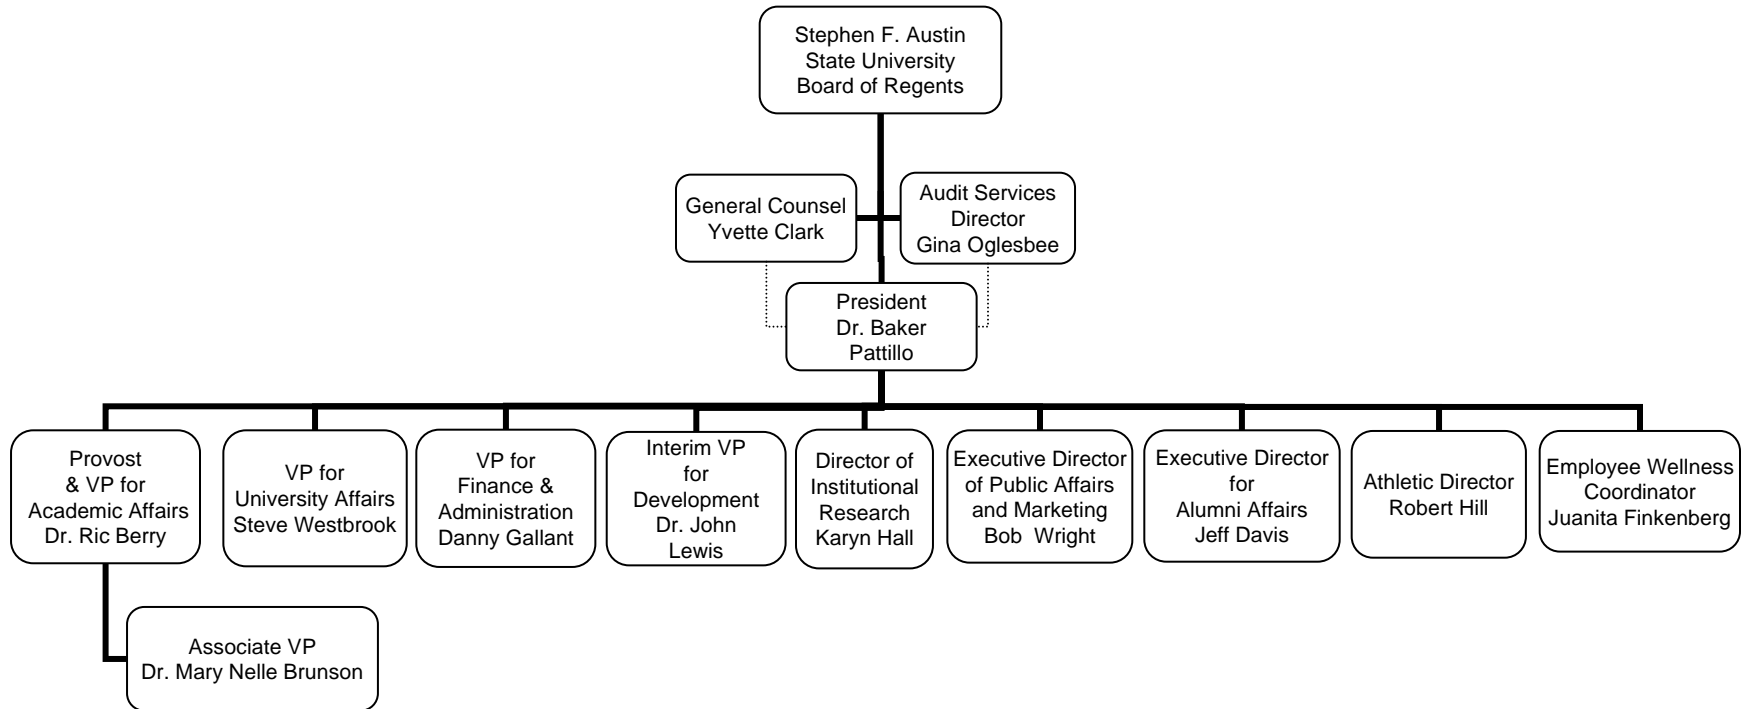 Stephen F. Austin
State University
Board of Regents
General Counsel
Yvette Clark
Audit Services
Director
Gina Oglesbee
President
Dr. Baker
Pattillo
Provost
& VP for
Academic Affairs
Dr. Ric Berry
VP for
University Affairs
Steve Westbrook
VP for
Finance &
Administration
Danny Gallant
Interim VP
for
Development
Dr. John
Lewis
Director of
Institutional
Research
Karyn Hall
Executive Director
of Public Affairs
and Marketing
Bob Wright
Executive Director
for
Alumni Affairs
Jeff Davis
Athletic Director
Robert Hill
Employee Wellness
Coordinator
Juanita Finkenberg
Associate VP
Dr. Mary Nelle Brunson